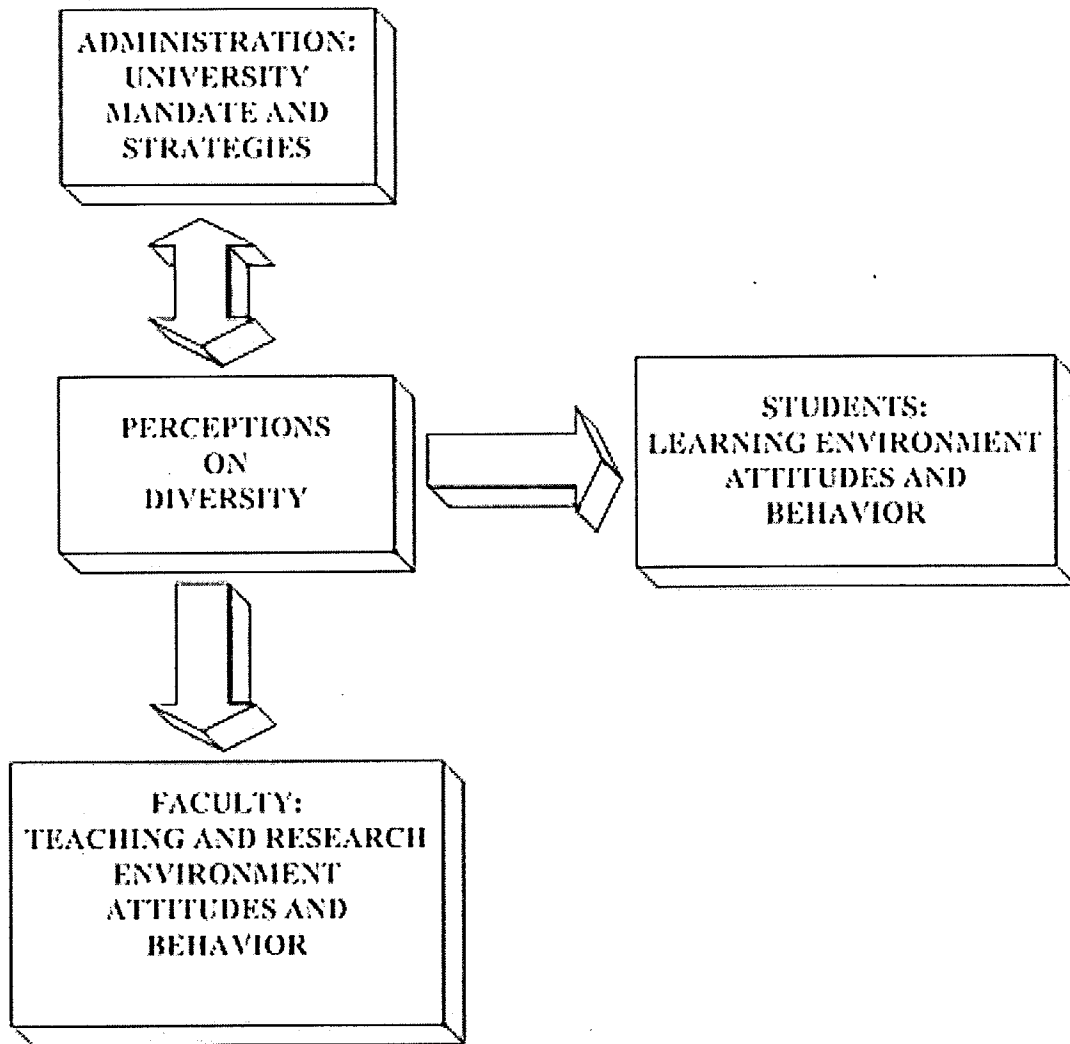 ADMINISTRATION:
UNIVERSITY
MANDATE AND
STRATEGIES
PERCEPTIONS
ON
DIVERSITY
STUDENTS:
LEARNING ENVIRONMENT
ATTITUDES AND
BEHAVIOR
FACULTY:
TEACHING AND RESEARCH
ENVIRONMENT
ATTITUDES AND
BEHAVIOR